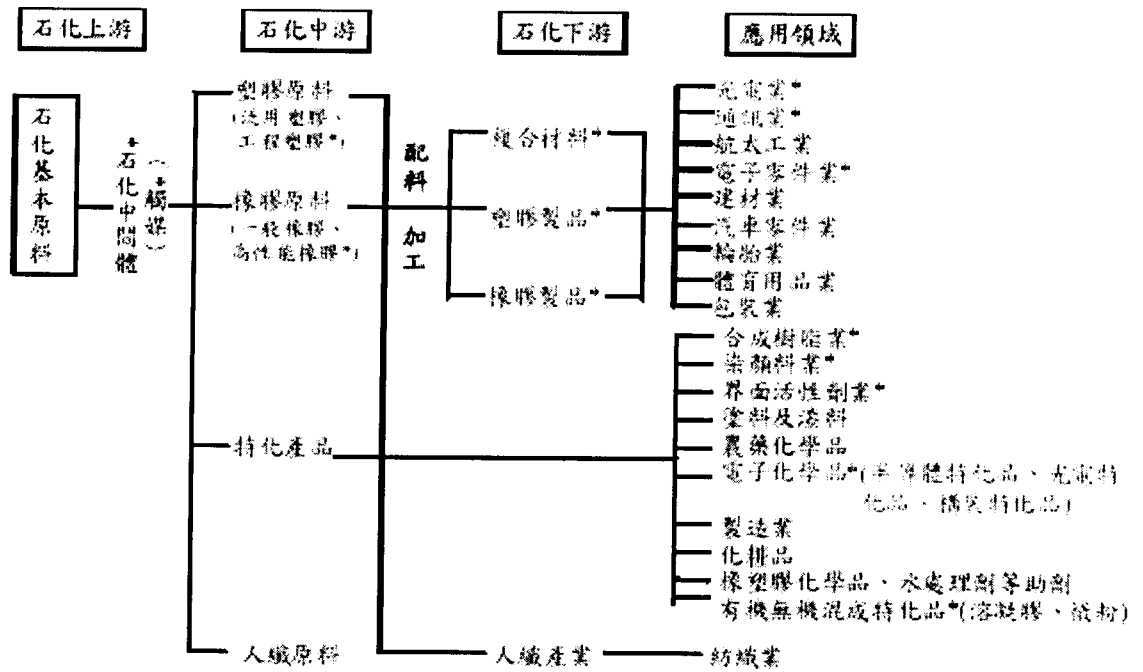 石化上游
石化中游
石化下游
應用領域
石化基本原料
*石化中間體
(*觸媒)
塑膠原料
(泛用塑膠、
工程塑膠*)
橡膠原料
(一般橡膠、
高性能橡膠*)
特化產品
人纖原料
配料 加工
複合材料*
塑膠製品*
橡膠製品*
人纖產業
光電業*
通訊業*
航太工業
電子零件業*
建材業
汽車零件業
輪胎業
體育用品業
包裝業
合成樹脂業*
染顏料業*
界面活性劑業*
塗料及漆料
農藥化學品
電子化學品*(半導體特化品、光電特
化品、構裝特化品)
製造業
化排品
橡塑膠化學品、水處理劑等助劑
有機無機混成特化品*(溶凝膠、粉)
紡織業